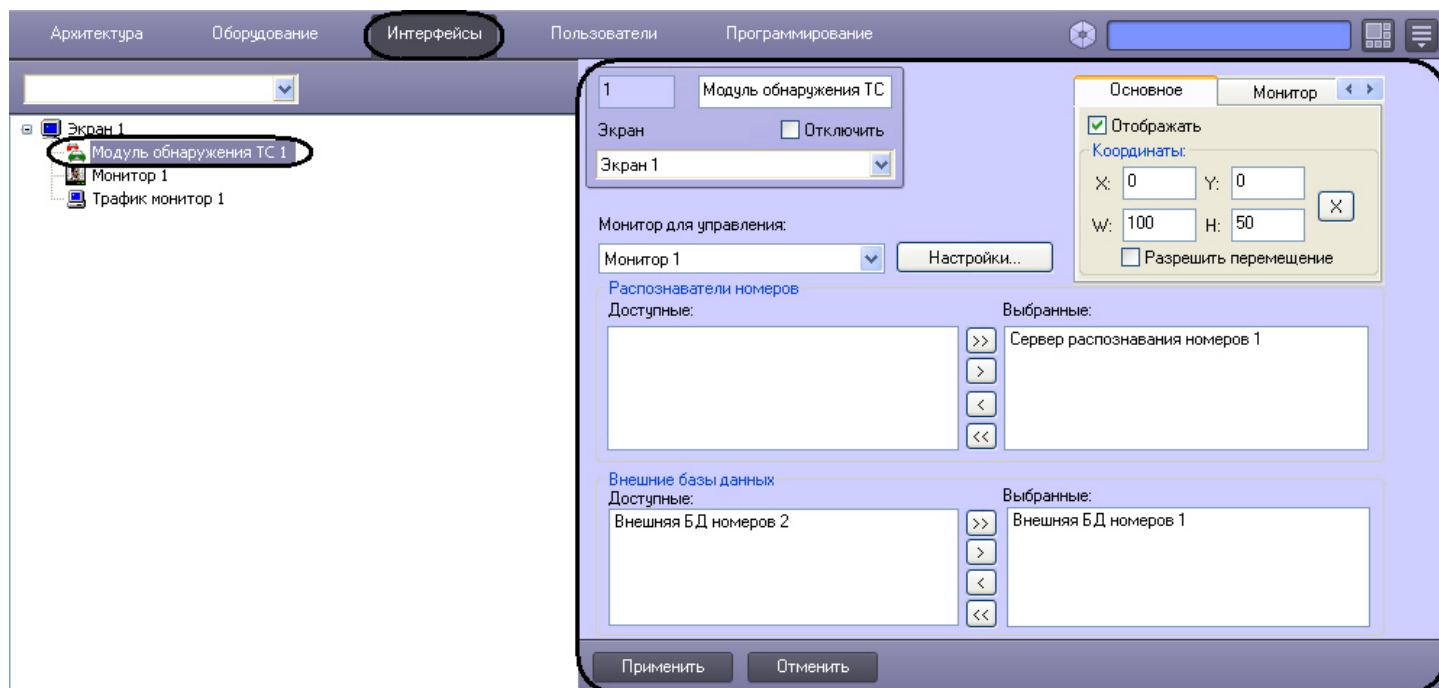 Архитектура Оборудование Интерфейсы Пользователи Программирование
Экран 1
Модуль обнаружения ТС 1
Монитор 1
Трафик монитор 1
1 Модуль обнаружения ТС
Экран Отключить
Экран 1
Основное Монитор
Отображать
Координаты:
X: 0 Y: 0
W: 100 H: 50
X
Разрешить перемещение
Монитор для управления:
Монитор 1 Настройки...
Распознаватели номеров
Доступные: Выбранные:
Сервер распознавания номеров 1
>>
>
<
<<
Внешние базы данных
Доступные: Выбранные:
Внешняя БД номеров 2 >> Внешняя БД номеров 1
>
<
<<
Применить Отменить